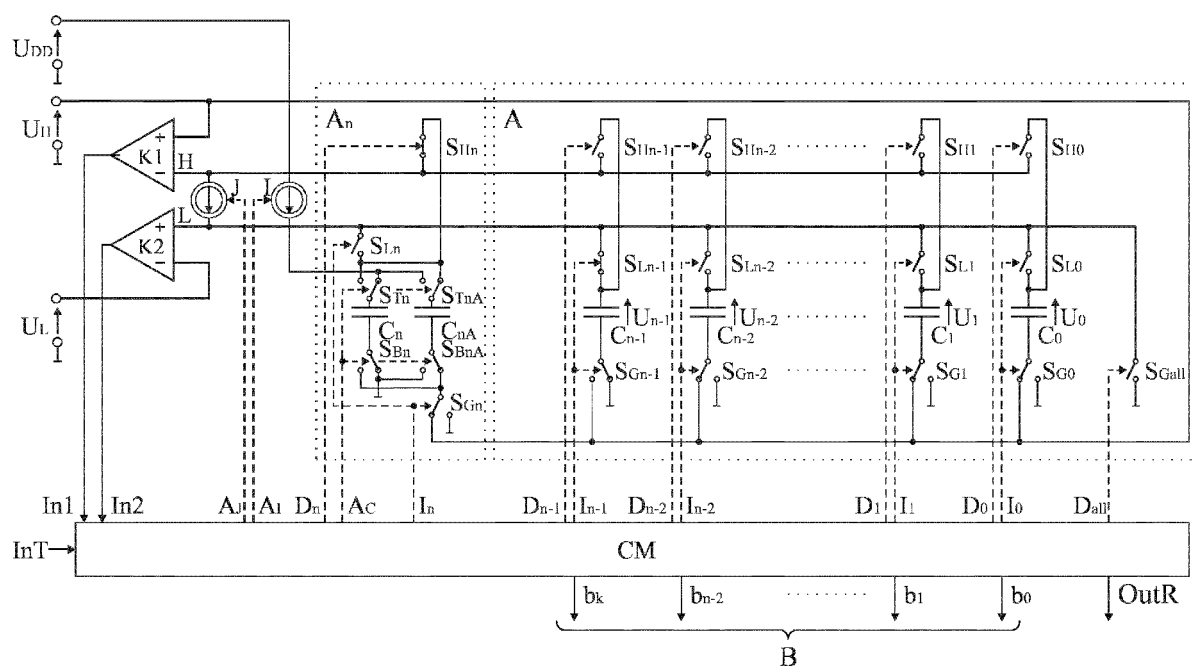 UDD
UH
UL
K1
K2
H
L
J
J
An
A
SHn
SHn-1
SHn-2
SH1
SH0
SLn
SLn-1
SLn-2
SL1
SL0
STn
STnA
Cn
CnA
SBn
SBnA
SGn
Cn-1
Un-1
Cn-2
Un-2
C1
U1
C0
U0
SGn-1
SGn-2
SG1
SG0
SGall
In1
In2
AJ
A1
Dn
AC
In
Dn-1
In-1
Dn-2
In-2
D1
I1
D0
I0
Dall
InT
CM
bk
bn-2
b1
b0
OutR
B